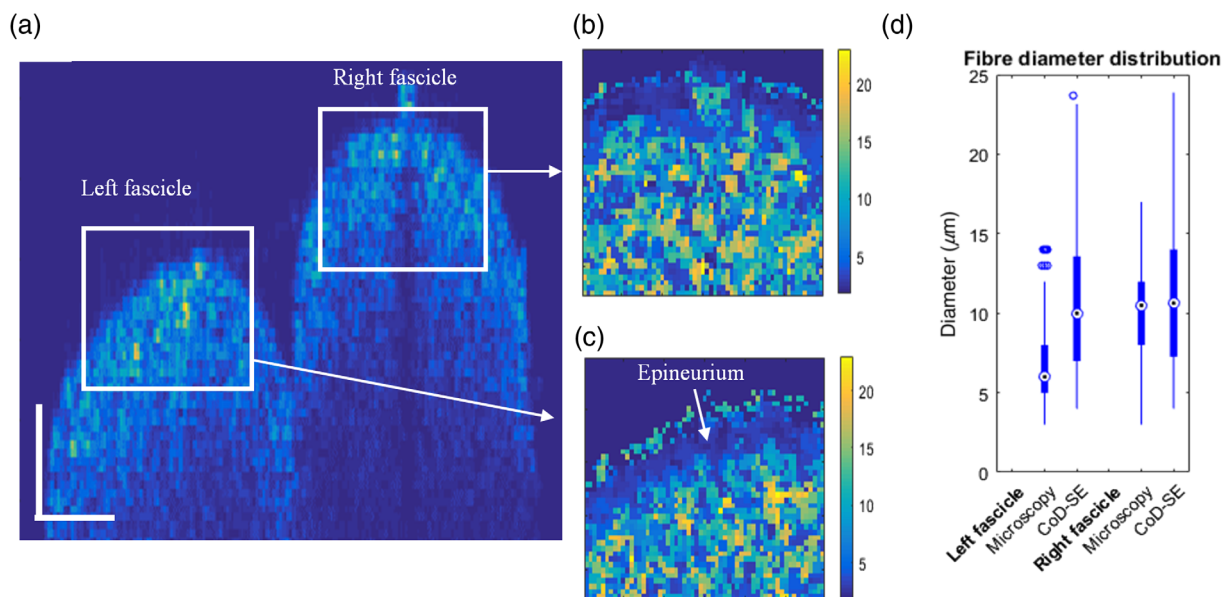 (a)
Right fascicle
Left fascicle
(b)
20
15
10
5
(c)
Epineurium
20
15
10
5
(d)
Fibre diameter distribution
25
20
15
10
5
0
Diameter (μm)
Left fascicle
Microscopy
CoD-SE
Right fascicle
Microscopy
CoD-SE